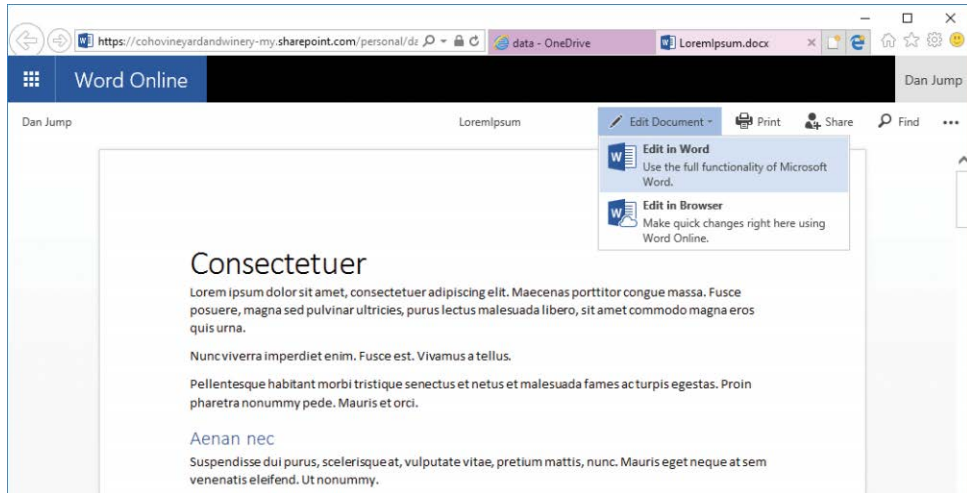 https://cohovineyardandwinery-my.sharepoint.com/personal/da
data - OneDrive
LoremIpsum.docx
Word Online
Dan Jump
Dan Jump
LoremIpsum
Edit Document
Print
Share
Find
Edit in Word
Use the full functionality of Microsoft
Word.
Edit in Browser
Make quick changes right here using
Word Online.
Consectetuer
Lorem ipsum dolor sit amet, consectetuer adipiscing elit. Maecenas porttitor congue massa. Fusce
posuere, magna sed pulvinar ultricies, purus lectus malesuada libero, sit amet commodo magna eros
quis urna.
Nunc viverra imperdiet enim. Fusce est. Vivamus a tellus.
Pellentesque habitant morbi tristique senectus et netus et malesuada fames ac turpis egestas. Proin
pharetra nonummy pede. Mauris et orci.
Aenan nec
Suspendisse dui purus, scelerisque at, vulputate vitae, pretium mattis, nunc. Mauris eget neque at sem
venenatis eleifend. Ut nonummy.